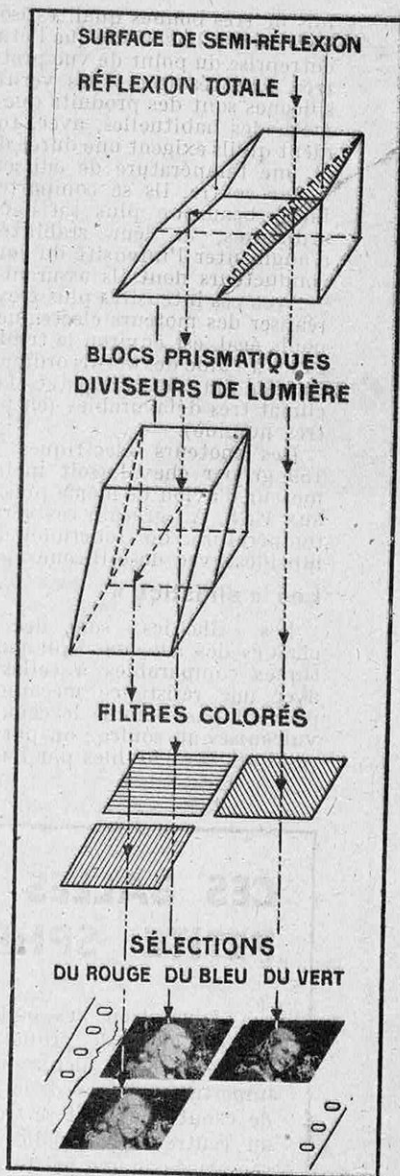 SURFACE DE SEMI-RÉFLEXION
RÉFLEXION TOTALE
BLOCS PRISMATIQUES
DIVISEURS DE LUMIÈRE
FILTRES COLORÉS
SÉLECTIONS
DU ROUGE DU BLEU DU VERT